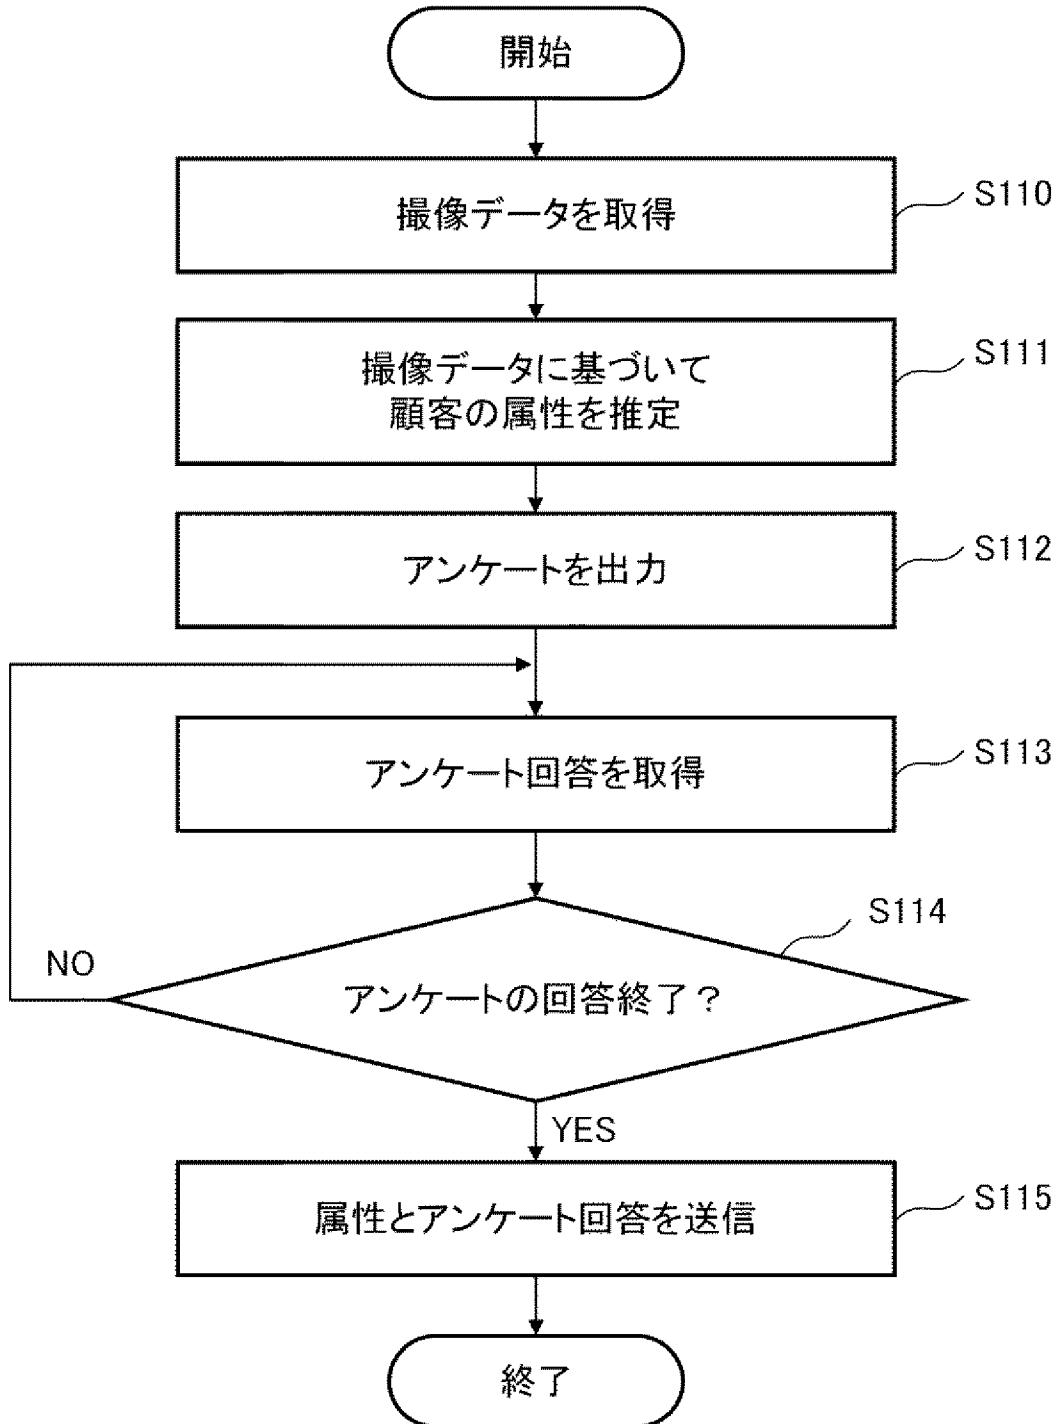 開始
撮像データを取得
S110
撮像データに基づいて
顧客の属性を推定
S111
アンケートを出力
S112
アンケート回答を取得
S113
アンケートの回答終了?
S114
NO
YES
属性とアンケート回答を送信
S115
終了